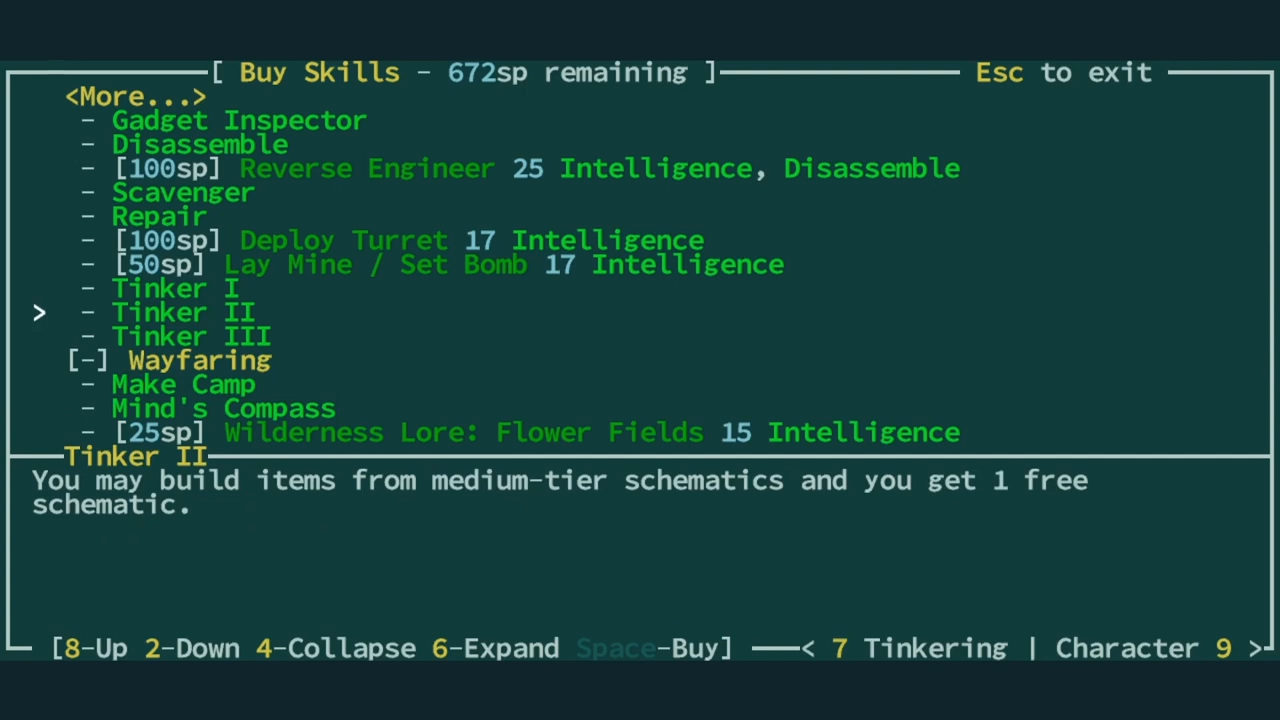 [ Buy Skills - 672sp remaining ] Esc to exit
<More...>
- Gadget Inspector
- Disassemble
- [100sp] Reverse Engineer 25 Intelligence, Disassemble
- Scavenger
- Repair
- [100sp] Deploy Turret 17 Intelligence
- [50sp] Lay Mine / Set Bomb 17 Intelligence
- Tinker I
> - Tinker II
- Tinker III
[-] Wayfaring
- Make Camp
- Mind's Compass
- [25sp] Wilderness Lore: Flower Fields 15 Intelligence
Tinker II
You may build items from medium-tier schematics and you get 1 free
schematic.
[8-Up 2-Down 4-Collapse 6-Expand Space-Buy] < 7 Tinkering | Character 9 >